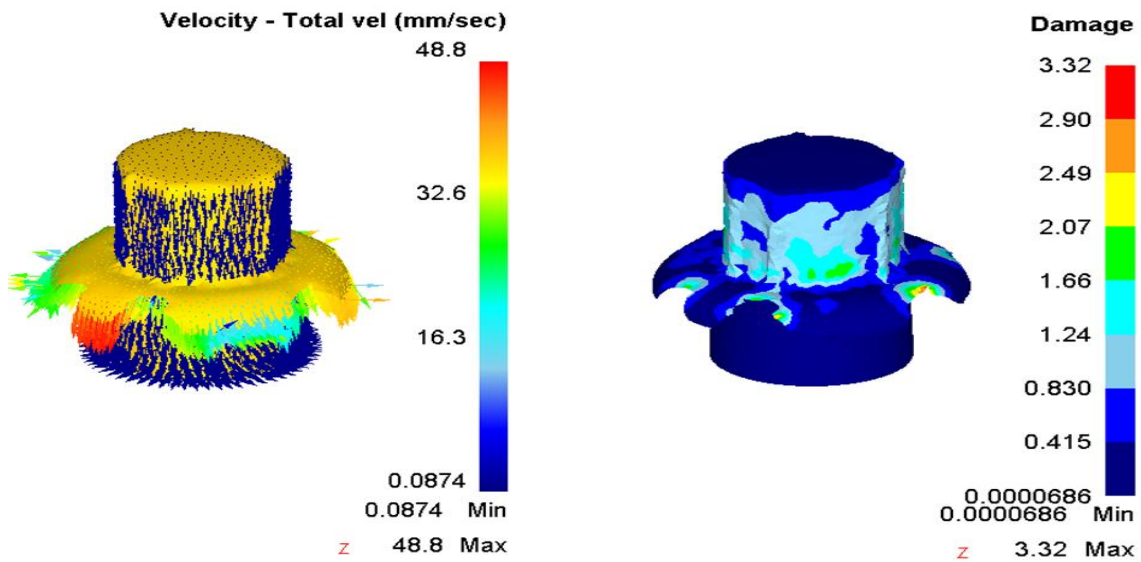 Velocity - Total vel (mm/sec)
48.8
32.6
16.3
0.0874
0.0874 Min
z 48.8 Max
Damage
3.32
2.90
2.49
2.07
1.66
1.24
0.830
0.415
0.0000686
0.0000686 Min
z 3.32 Max